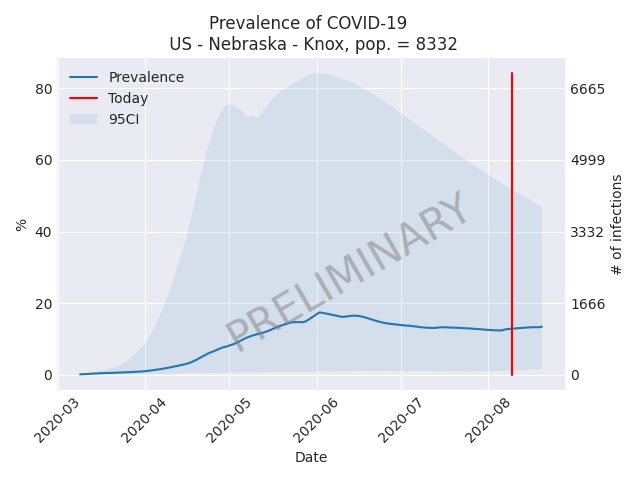 Prevalence of COVID-19
US - Nebraska - Knox, pop. = 8332
Prevalence
Today
95CI
80
60
40
20
0
%
6665
4999
3332
1666
0
# of infections
PRELIMINARY
2020-03
2020-04
2020-05
2020-06
2020-07
2020-08
Date